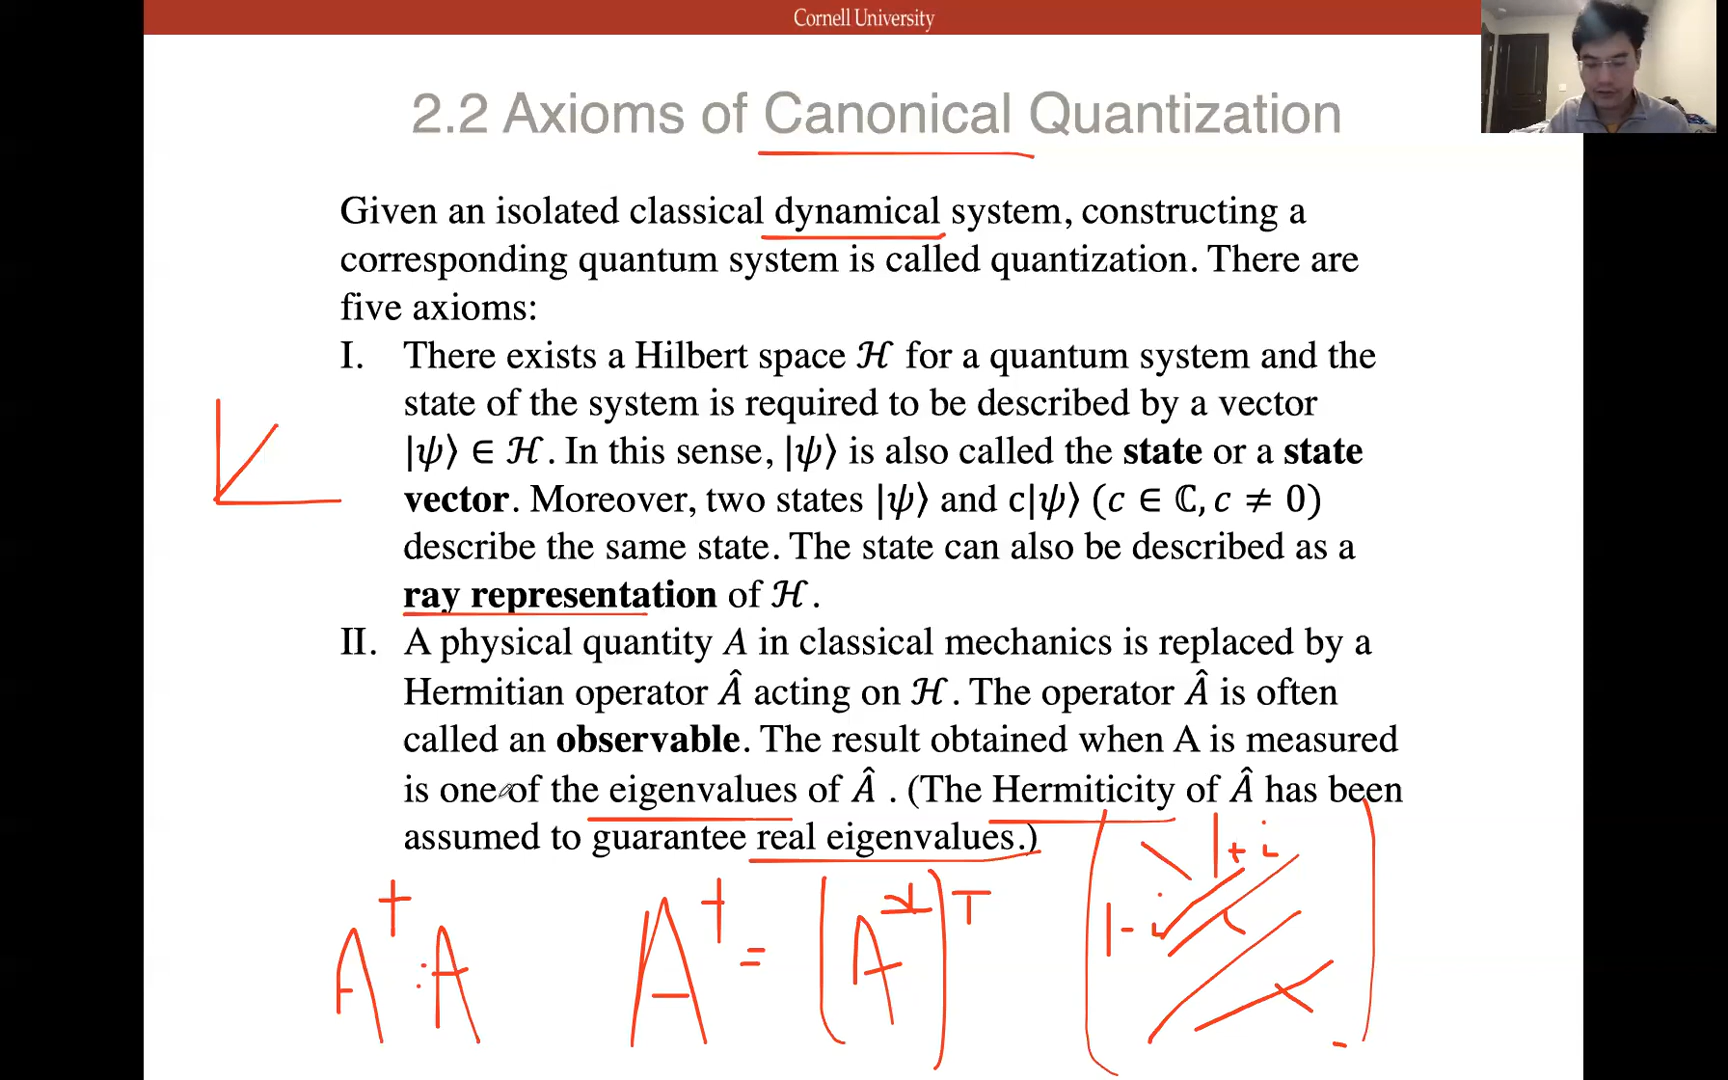 Cornell University
2.2 Axioms of Canonical Quantization
Given an isolated classical dynamical system, constructing a
corresponding quantum system is called quantization. There are
five axioms:
I. There exists a Hilbert space ℋ for a quantum system and the
state of the system is required to be described by a vector
|ψ⟩ ∈ ℋ. In this sense, |ψ⟩ is also called the state or a state
vector. Moreover, two states |ψ⟩ and c|ψ⟩ (c ∈ ℂ, c ≠ 0)
describe the same state. The state can also be described as a
ray representation of ℋ.
II. A physical quantity A in classical mechanics is replaced by a
Hermitian operator Â acting on ℋ. The operator Â is often
called an observable. The result obtained when A is measured
is one of the eigenvalues of Â . (The Hermiticity of Â has been
assumed to guarantee real eigenvalues.)
A† : A
A† = (A*)ᵀ
1+i
1-i